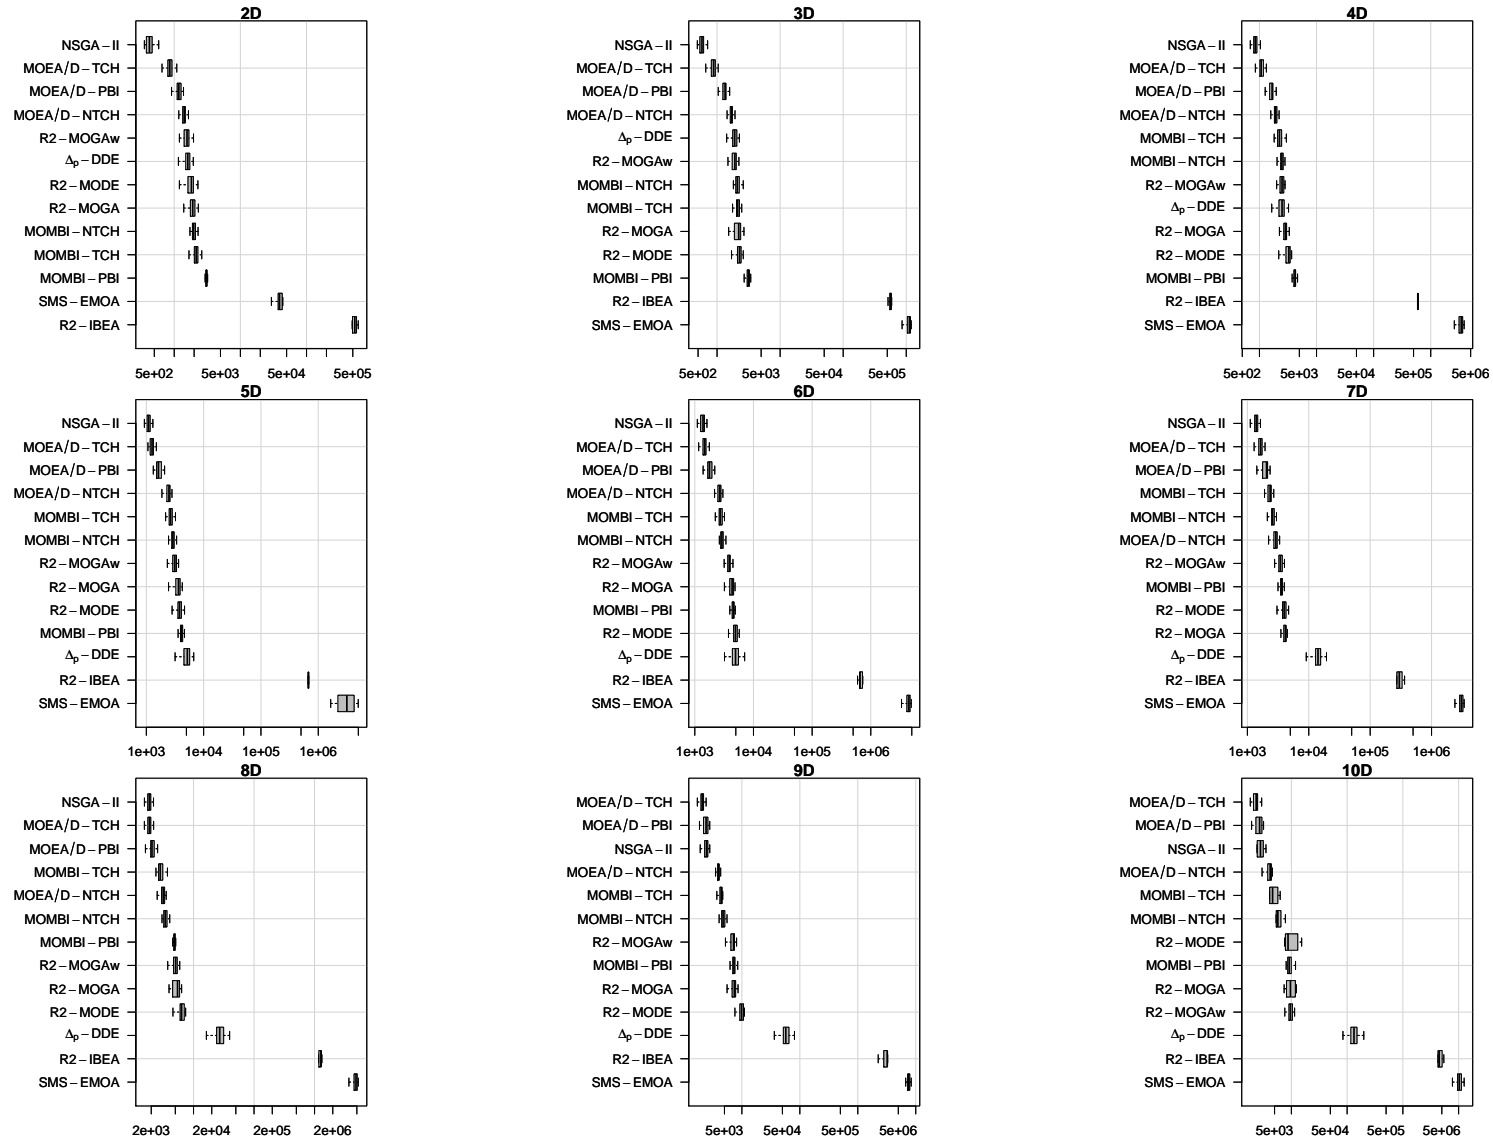 2D
NSGA−II
MOEA/D−TCH
MOEA/D−PBI
MOEA/D−NTCH
R2−MOGAw
Δp−DDE
R2−MODE
R2−MOGA
MOMBI−NTCH
MOMBI−TCH
MOMBI−PBI
SMS−EMOA
R2−IBEA
5e+02 5e+03 5e+04 5e+05
3D
NSGA−II
MOEA/D−TCH
MOEA/D−PBI
MOEA/D−NTCH
Δp−DDE
R2−MOGAw
MOMBI−NTCH
MOMBI−TCH
R2−MOGA
R2−MODE
MOMBI−PBI
R2−IBEA
SMS−EMOA
5e+02 5e+03 5e+04 5e+05
4D
NSGA−II
MOEA/D−TCH
MOEA/D−PBI
MOEA/D−NTCH
MOMBI−TCH
MOMBI−NTCH
R2−MOGAw
Δp−DDE
R2−MOGA
R2−MODE
MOMBI−PBI
R2−IBEA
SMS−EMOA
5e+02 5e+03 5e+04 5e+05 5e+06
5D
NSGA−II
MOEA/D−TCH
MOEA/D−PBI
MOEA/D−NTCH
MOMBI−TCH
MOMBI−NTCH
R2−MOGAw
R2−MOGA
R2−MODE
MOMBI−PBI
Δp−DDE
R2−IBEA
SMS−EMOA
1e+03 1e+04 1e+05 1e+06
6D
NSGA−II
MOEA/D−TCH
MOEA/D−PBI
MOEA/D−NTCH
MOMBI−TCH
MOMBI−NTCH
R2−MOGAw
R2−MOGA
MOMBI−PBI
R2−MODE
Δp−DDE
R2−IBEA
SMS−EMOA
1e+03 1e+04 1e+05 1e+06
7D
NSGA−II
MOEA/D−TCH
MOEA/D−PBI
MOMBI−TCH
MOMBI−NTCH
MOEA/D−NTCH
R2−MOGAw
MOMBI−PBI
R2−MODE
R2−MOGA
Δp−DDE
R2−IBEA
SMS−EMOA
1e+03 1e+04 1e+05 1e+06
8D
NSGA−II
MOEA/D−TCH
MOEA/D−PBI
MOMBI−TCH
MOEA/D−NTCH
MOMBI−NTCH
MOMBI−PBI
R2−MOGAw
R2−MOGA
R2−MODE
Δp−DDE
R2−IBEA
SMS−EMOA
2e+03 2e+04 2e+05 2e+06
9D
MOEA/D−TCH
MOEA/D−PBI
NSGA−II
MOEA/D−NTCH
MOMBI−TCH
MOMBI−NTCH
R2−MOGAw
MOMBI−PBI
R2−MOGA
R2−MODE
Δp−DDE
R2−IBEA
SMS−EMOA
5e+03 5e+04 5e+05 5e+06
10D
MOEA/D−TCH
MOEA/D−PBI
NSGA−II
MOEA/D−NTCH
MOMBI−TCH
MOMBI−NTCH
R2−MODE
MOMBI−PBI
R2−MOGA
R2−MOGAw
Δp−DDE
R2−IBEA
SMS−EMOA
5e+03 5e+04 5e+05 5e+06